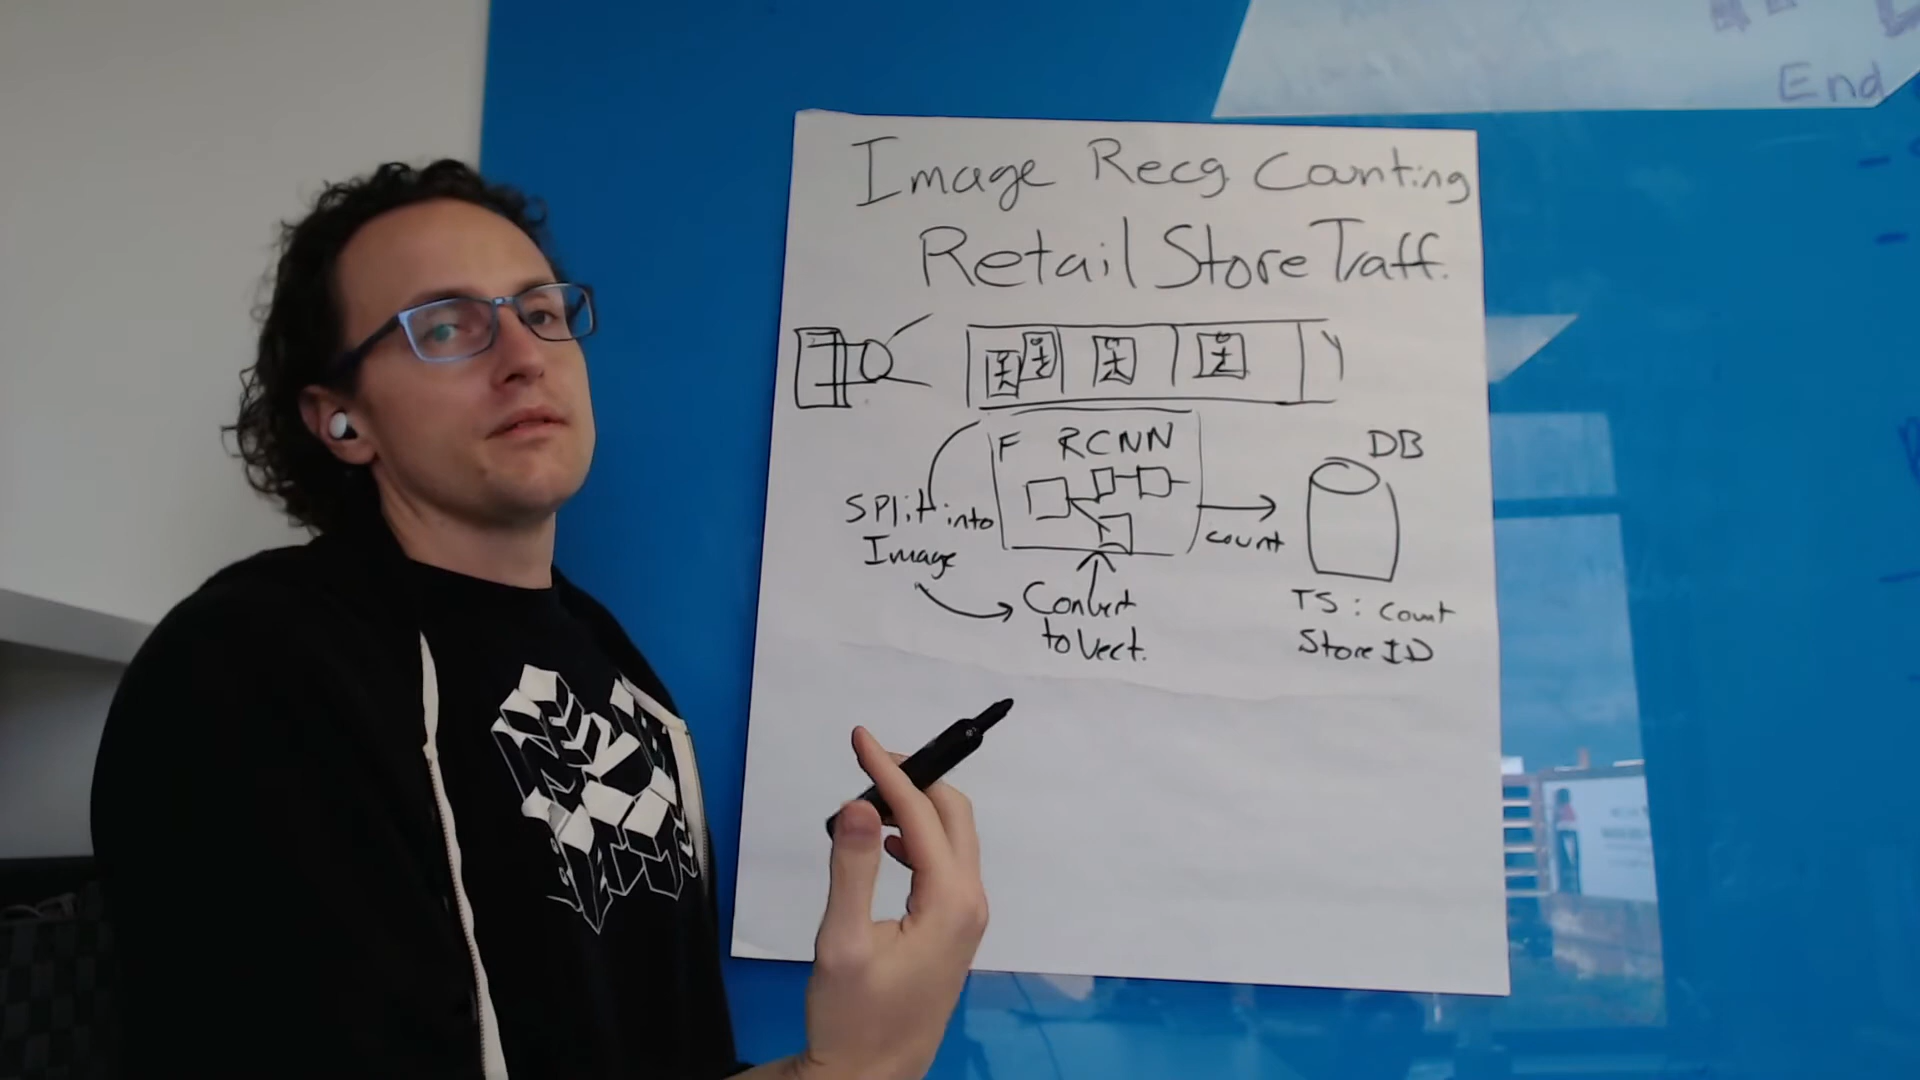 Image Recg Counting
Retail Store Traff.
F RCNN
DB
Split into
Image
count
Convert
to Vect.
TS: Count
Store ID
End